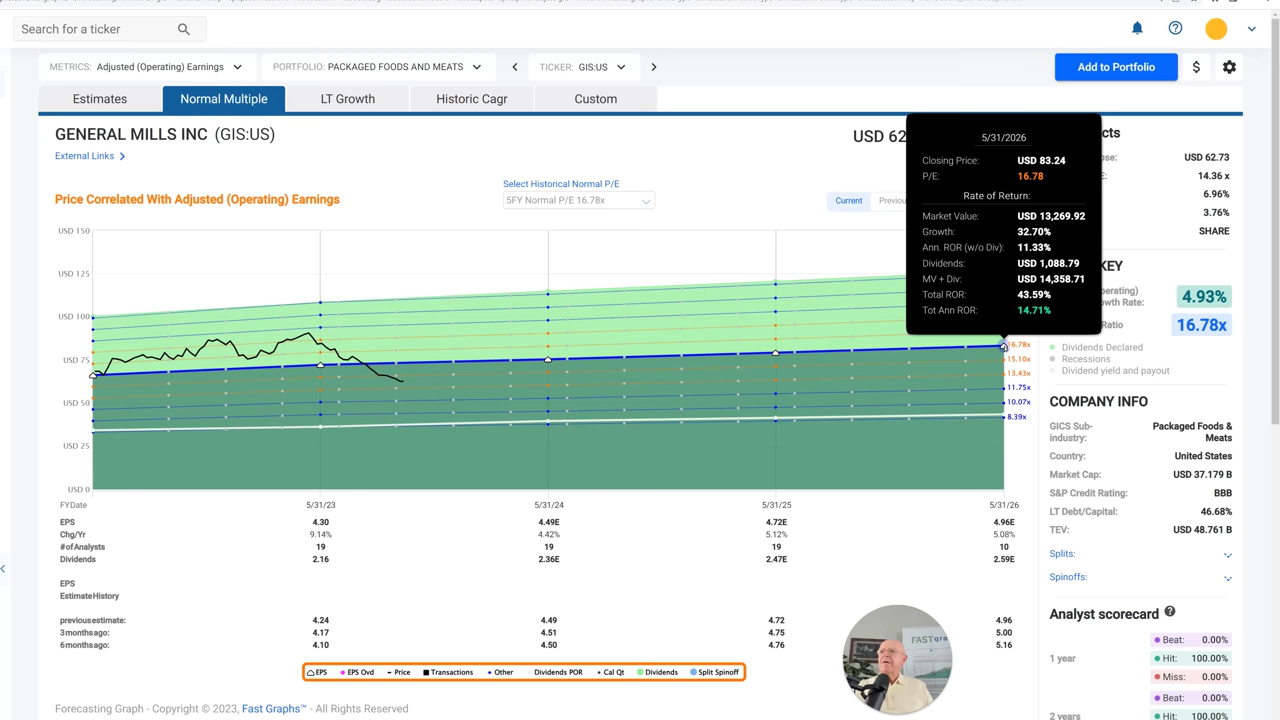 Search for a ticker
METRICS: Adjusted (Operating) Earnings
PORTFOLIO: PACKAGED FOODS AND MEATS
TICKER: GIS:US
Add to Portfolio
$
Estimates
Normal Multiple
LT Growth
Historic Cagr
Custom
GENERAL MILLS INC (GIS:US)
USD 62
External Links
Price Correlated With Adjusted (Operating) Earnings
Select Historical Normal P/E
5FY Normal P/E 16.78x
Current
Previou
5/31/2026
Closing Price: USD 83.24
P/E: 16.78
Rate of Return:
Market Value: USD 13,269.92
Growth: 32.70%
Ann. ROR (w/o Div): 11.33%
Dividends: USD 1,088.79
MV + Div: USD 14,358.71
Total ROR: 43.59%
Tot Ann ROR: 14.71%
cts
ose: USD 62.73
E: 14.36 x
6.96%
3.76%
SHARE
KEY
perating)
owth Rate: 4.93%
Ratio 16.78x
Dividends Declared
Recessions
Dividend yield and payout
USD 150
USD 125
USD 100
USD 75
USD 50
USD 25
USD 0
16.78x
15.10x
13.43x
11.75x
10.07x
8.39x
FYDate 5/31/23 5/31/24 5/31/25 5/31/26
EPS 4.30 4.49E 4.72E 4.96E
Chg/Yr 9.14% 4.42% 5.12% 5.08%
# of Analysts 19 19 19 10
Dividends 2.16 2.36E 2.47E 2.59E
EPS
Estimate History
previous estimate: 4.24 4.49 4.72 4.96
3 months ago: 4.17 4.51 4.75 5.00
6 months ago: 4.10 4.50 4.76 5.16
EPS EPS Ovd Price Transactions Other Dividends POR Cal Qt Dividends Split Spinoff
Forecasting Graph - Copyright © 2023, Fast Graphs™ - All Rights Reserved
COMPANY INFO
GICS Sub-industry: Packaged Foods & Meats
Country: United States
Market Cap: USD 37.179 B
S&P Credit Rating: BBB
LT Debt/Capital: 46.68%
TEV: USD 48.761 B
Splits:
Spinoffs:
Analyst scorecard
1 year
Beat: 0.00%
Hit: 100.00%
Miss: 0.00%
2 years
Beat: 0.00%
Hit: 100.00%